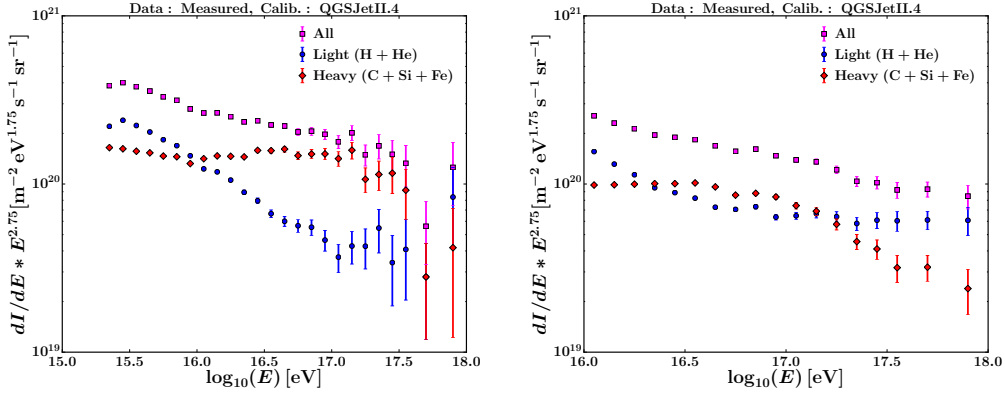 Data : Measured, Calib. : QGSJetII.4
All
Light (H + He)
Heavy (C + Si + Fe)
dI/dE ∗ E^2.75 [m^−2 eV^1.75 s^−1 sr^−1]
10^21
10^20
10^19
15.0 15.5 16.0 16.5 17.0 17.5 18.0
log₁₀(E) [eV]
Data : Measured, Calib. : QGSJetII.4
All
Light (H + He)
Heavy (C + Si + Fe)
dI/dE ∗ E^2.75 [m^−2 eV^1.75 s^−1 sr^−1]
10^21
10^20
10^19
16.0 16.5 17.0 17.5 18.0
log₁₀(E) [eV]